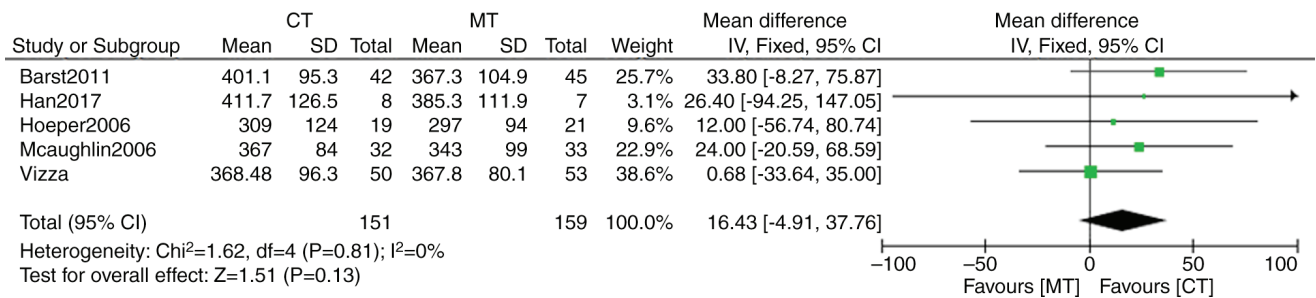 CT MT Mean difference Mean difference
Study or Subgroup Mean SD Total Mean SD Total Weight IV, Fixed, 95% CI IV, Fixed, 95% CI
Barst2011 401.1 95.3 42 367.3 104.9 45 25.7% 33.80 [-8.27, 75.87]
Han2017 411.7 126.5 8 385.3 111.9 7 3.1% 26.40 [-94.25, 147.05]
Hoeper2006 309 124 19 297 94 21 9.6% 12.00 [-56.74, 80.74]
Mcaughlin2006 367 84 32 343 99 33 22.9% 24.00 [-20.59, 68.59]
Vizza 368.48 96.3 50 367.8 80.1 53 38.6% 0.68 [-33.64, 35.00]
Total (95% CI) 151 159 100.0% 16.43 [-4.91, 37.76]
Heterogeneity: Chi²=1.62, df=4 (P=0.81); I²=0%
Test for overall effect: Z=1.51 (P=0.13)
−100 −50 0 50 100
Favours [MT] Favours [CT]